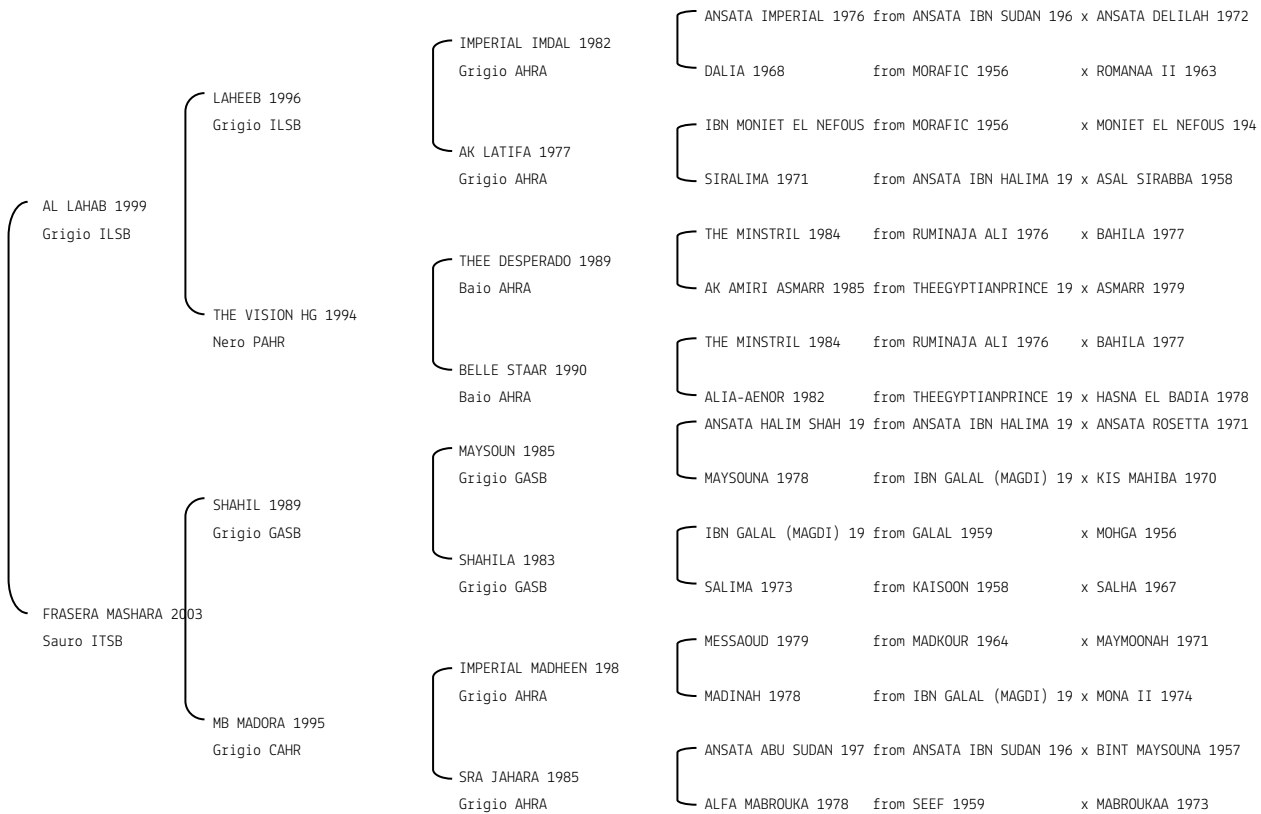 ANSATA IMPERIAL 1976 from ANSATA IBN SUDAN 196 x ANSATA DELILAH 1972
IMPERIAL IMDAL 1982
Grigio AHRA DALIA 1968 from MORAFIC 1956 x ROMANAA II 1963
LAHEEB 1996
Grigio ILSB IBN MONIET EL NEFOUS from MORAFIC 1956 x MONIET EL NEFOUS 194
AK LATIFA 1977
Grigio AHRA SIRALIMA 1971 from ANSATA IBN HALIMA 19 x ASAL SIRABBA 1958
AL LAHAB 1999
Grigio ILSB THE MINSTRIL 1984 from RUMINAJA ALI 1976 x BAHILA 1977
THEE DESPERADO 1989
Baio AHRA AK AMIRI ASMARR 1985 from THEEGYPTIANPRINCE 19 x ASMARR 1979
THE VISION HG 1994
Nero PAHR THE MINSTRIL 1984 from RUMINAJA ALI 1976 x BAHILA 1977
BELLE STAAR 1990
Baio AHRA ALIA-AENOR 1982 from THEEGYPTIANPRINCE 19 x HASNA EL BADIA 1978
ANSATA HALIM SHAH 19 from ANSATA IBN HALIMA 19 x ANSATA ROSETTA 1971
MAYSOUN 1985
Grigio GASB MAYSOUNA 1978 from IBN GALAL (MAGDI) 19 x KIS MAHIBA 1970
SHAHIL 1989
Grigio GASB IBN GALAL (MAGDI) 19 from GALAL 1959 x MOHGA 1956
SHAHILA 1983
Grigio GASB SALIMA 1973 from KAISOON 1958 x SALHA 1967
FRASERA MASHARA 2003
Sauro ITSB MESSAOUD 1979 from MADKOUR 1964 x MAYMOONAH 1971
IMPERIAL MADHEEN 198
Grigio AHRA MADINAH 1978 from IBN GALAL (MAGDI) 19 x MONA II 1974
MB MADORA 1995
Grigio CAHR ANSATA ABU SUDAN 197 from ANSATA IBN SUDAN 196 x BINT MAYSOUNA 1957
SRA JAHARA 1985
Grigio AHRA ALFA MABROUKA 1978 from SEEF 1959 x MABROUKAA 1973